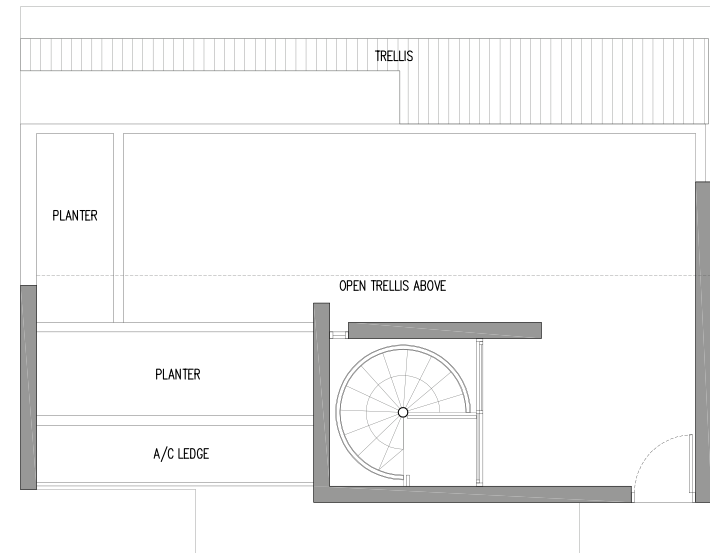 TRELLIS
PLANTER
OPEN TRELLIS ABOVE
PLANTER
A/C LEDGE